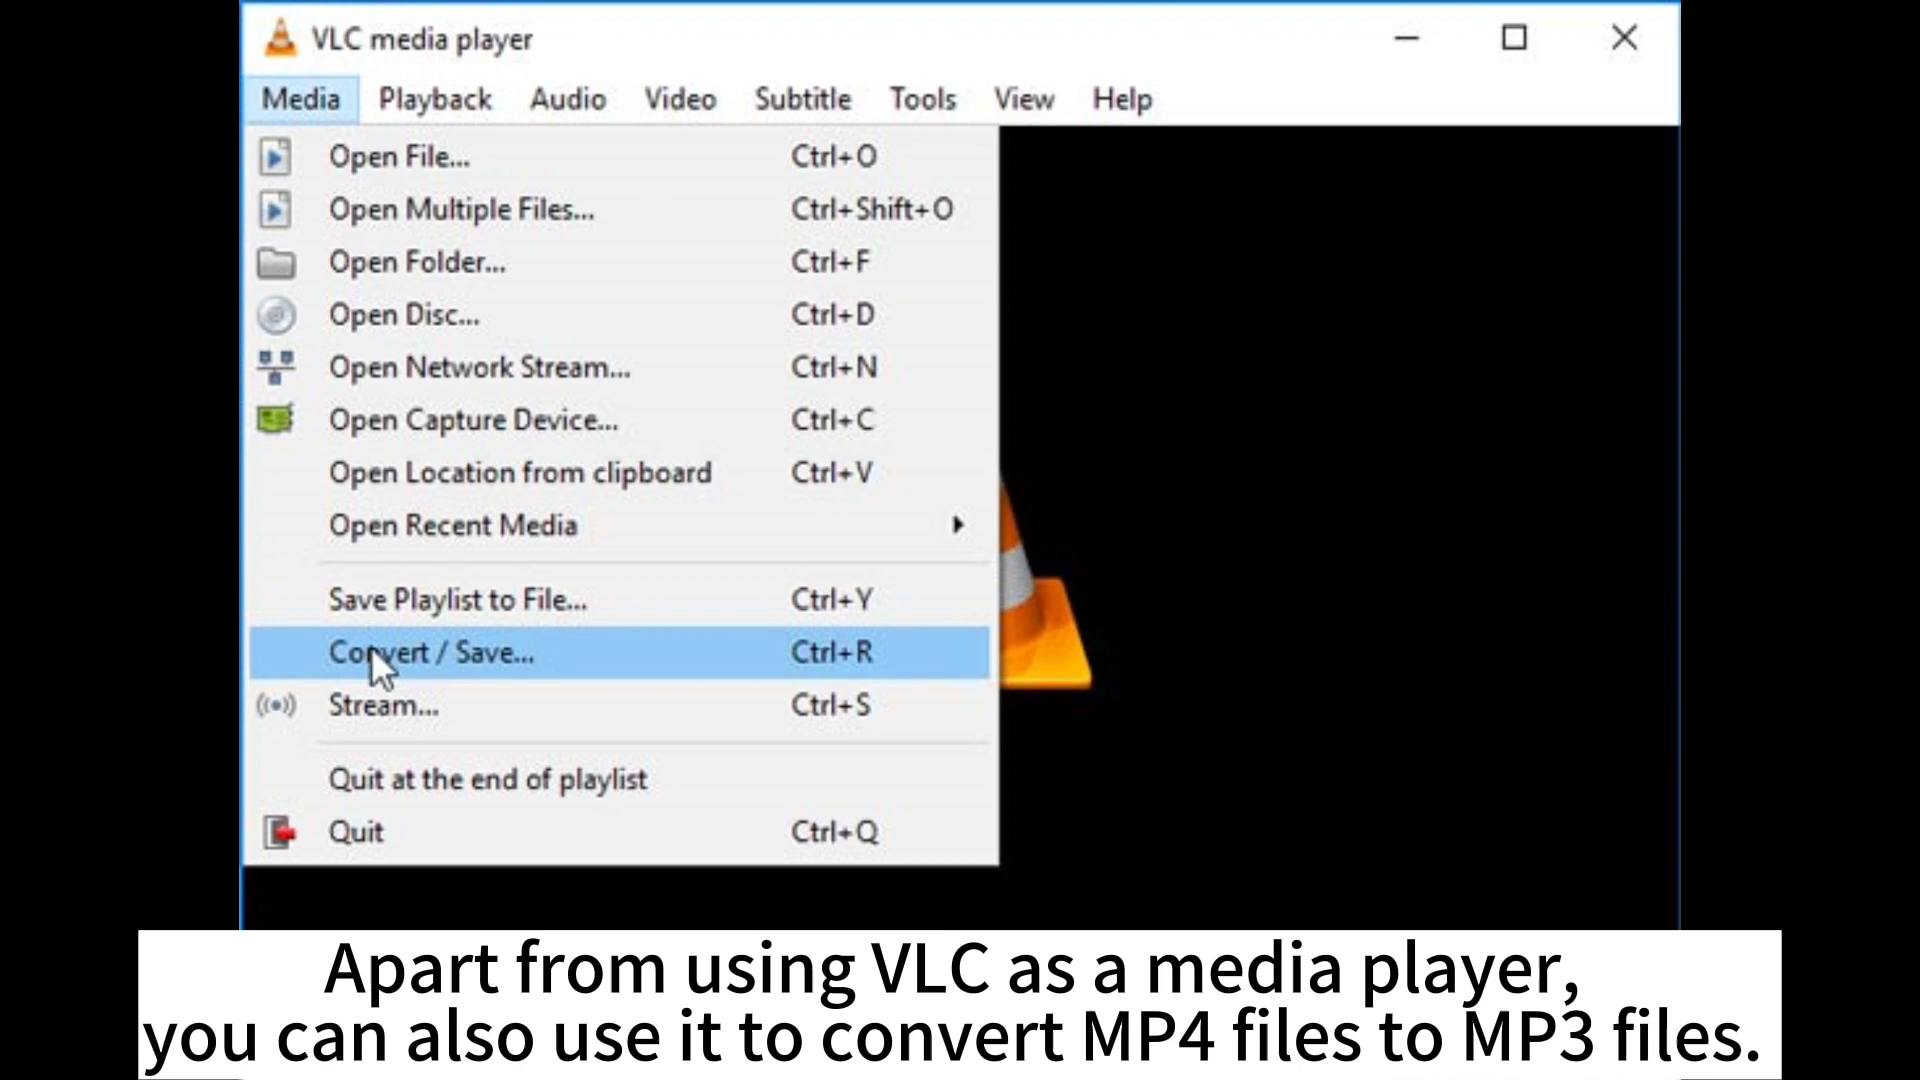 VLC media player
Media Playback Audio Video Subtitle Tools View Help
Open File... Ctrl+O
Open Multiple Files... Ctrl+Shift+O
Open Folder... Ctrl+F
Open Disc... Ctrl+D
Open Network Stream... Ctrl+N
Open Capture Device... Ctrl+C
Open Location from clipboard Ctrl+V
Open Recent Media
Save Playlist to File... Ctrl+Y
Convert / Save... Ctrl+R
Stream... Ctrl+S
Quit at the end of playlist
Quit Ctrl+Q
Apart from using VLC as a media player,
you can also use it to convert MP4 files to MP3 files.